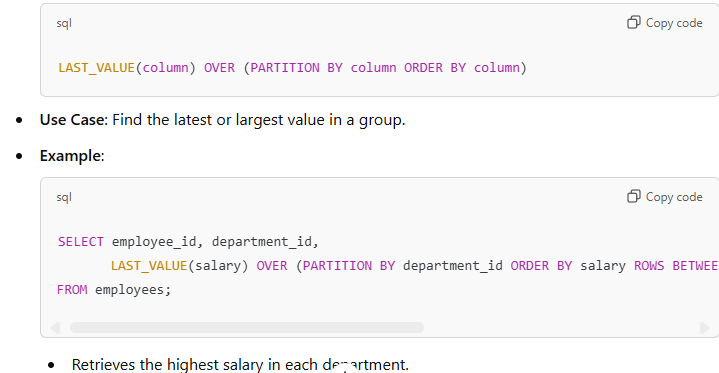 sql
Copy code
LAST_VALUE(column) OVER (PARTITION BY column ORDER BY column)
• Use Case: Find the latest or largest value in a group.
• Example:
sql
Copy code
SELECT employee_id, department_id,
LAST_VALUE(salary) OVER (PARTITION BY department_id ORDER BY salary ROWS BETWEE
FROM employees;
• Retrieves the highest salary in each department.